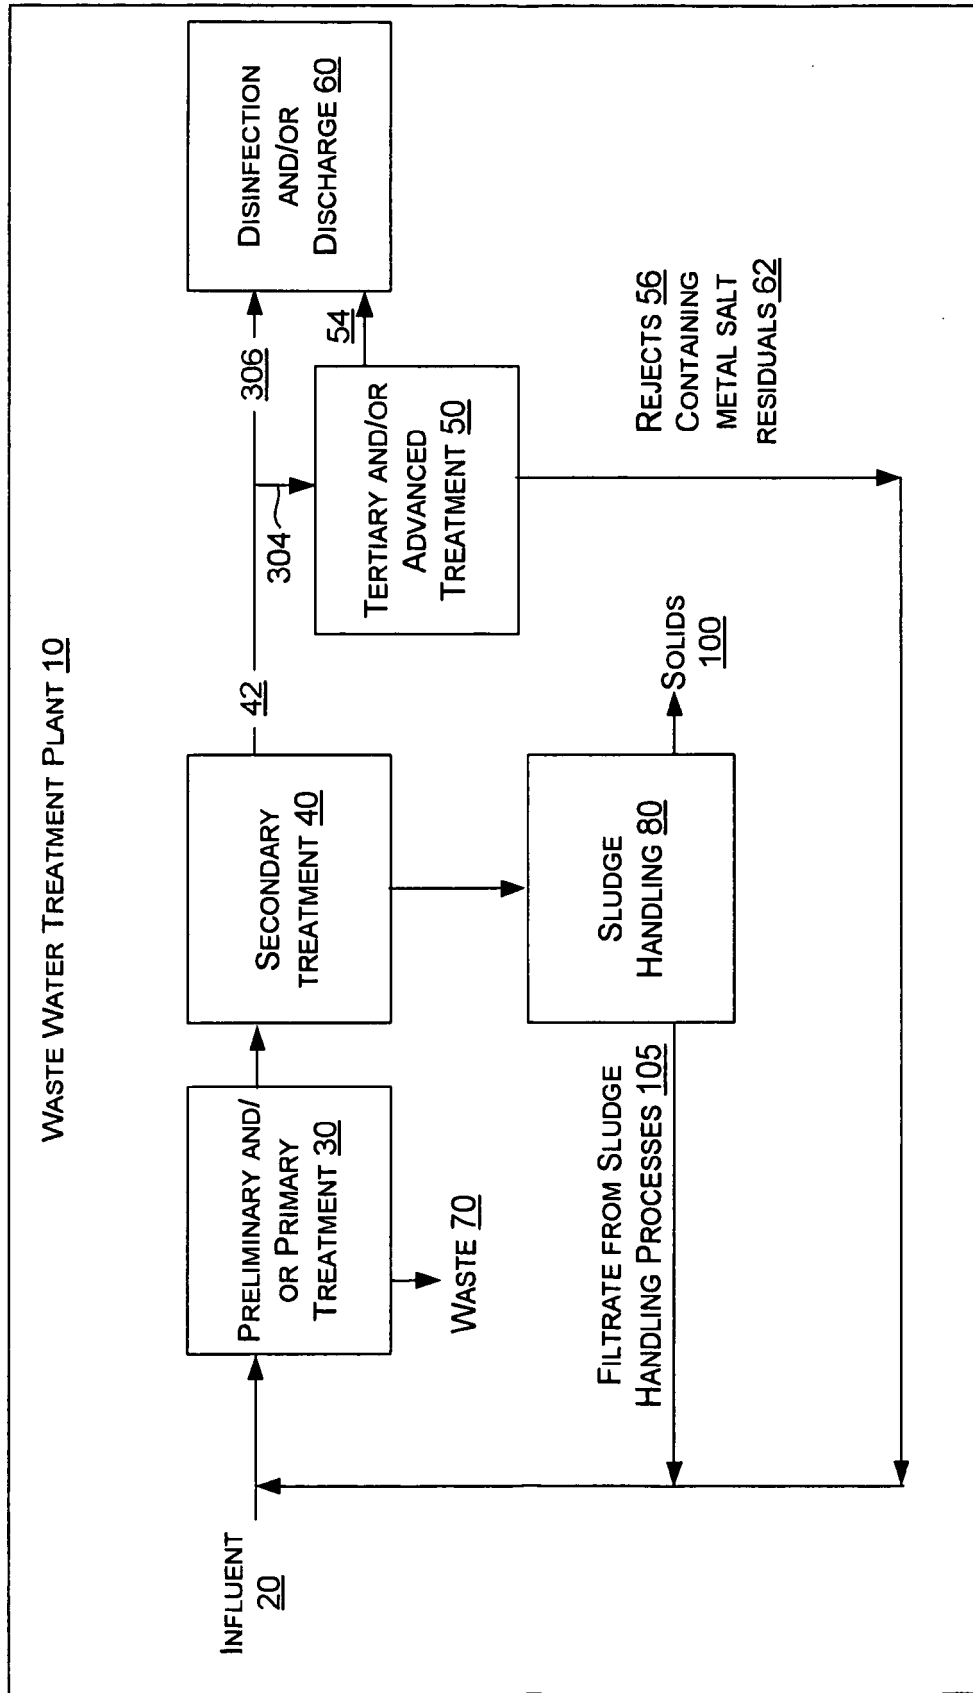 WASTE WATER TREATMENT PLANT 10
INFLUENT
20
PRELIMINARY AND/
OR PRIMARY
TREATMENT 30
WASTE 70
SECONDARY
TREATMENT 40
42
304
306
TERTIARY AND/OR
ADVANCED
TREATMENT 50
54
DISINFECTION
AND/OR
DISCHARGE 60
SLUDGE
HANDLING 80
SOLIDS
100
FILTRATE FROM SLUDGE
HANDLING PROCESSES 105
REJECTS 56
CONTAINING
METAL SALT
RESIDUALS 62